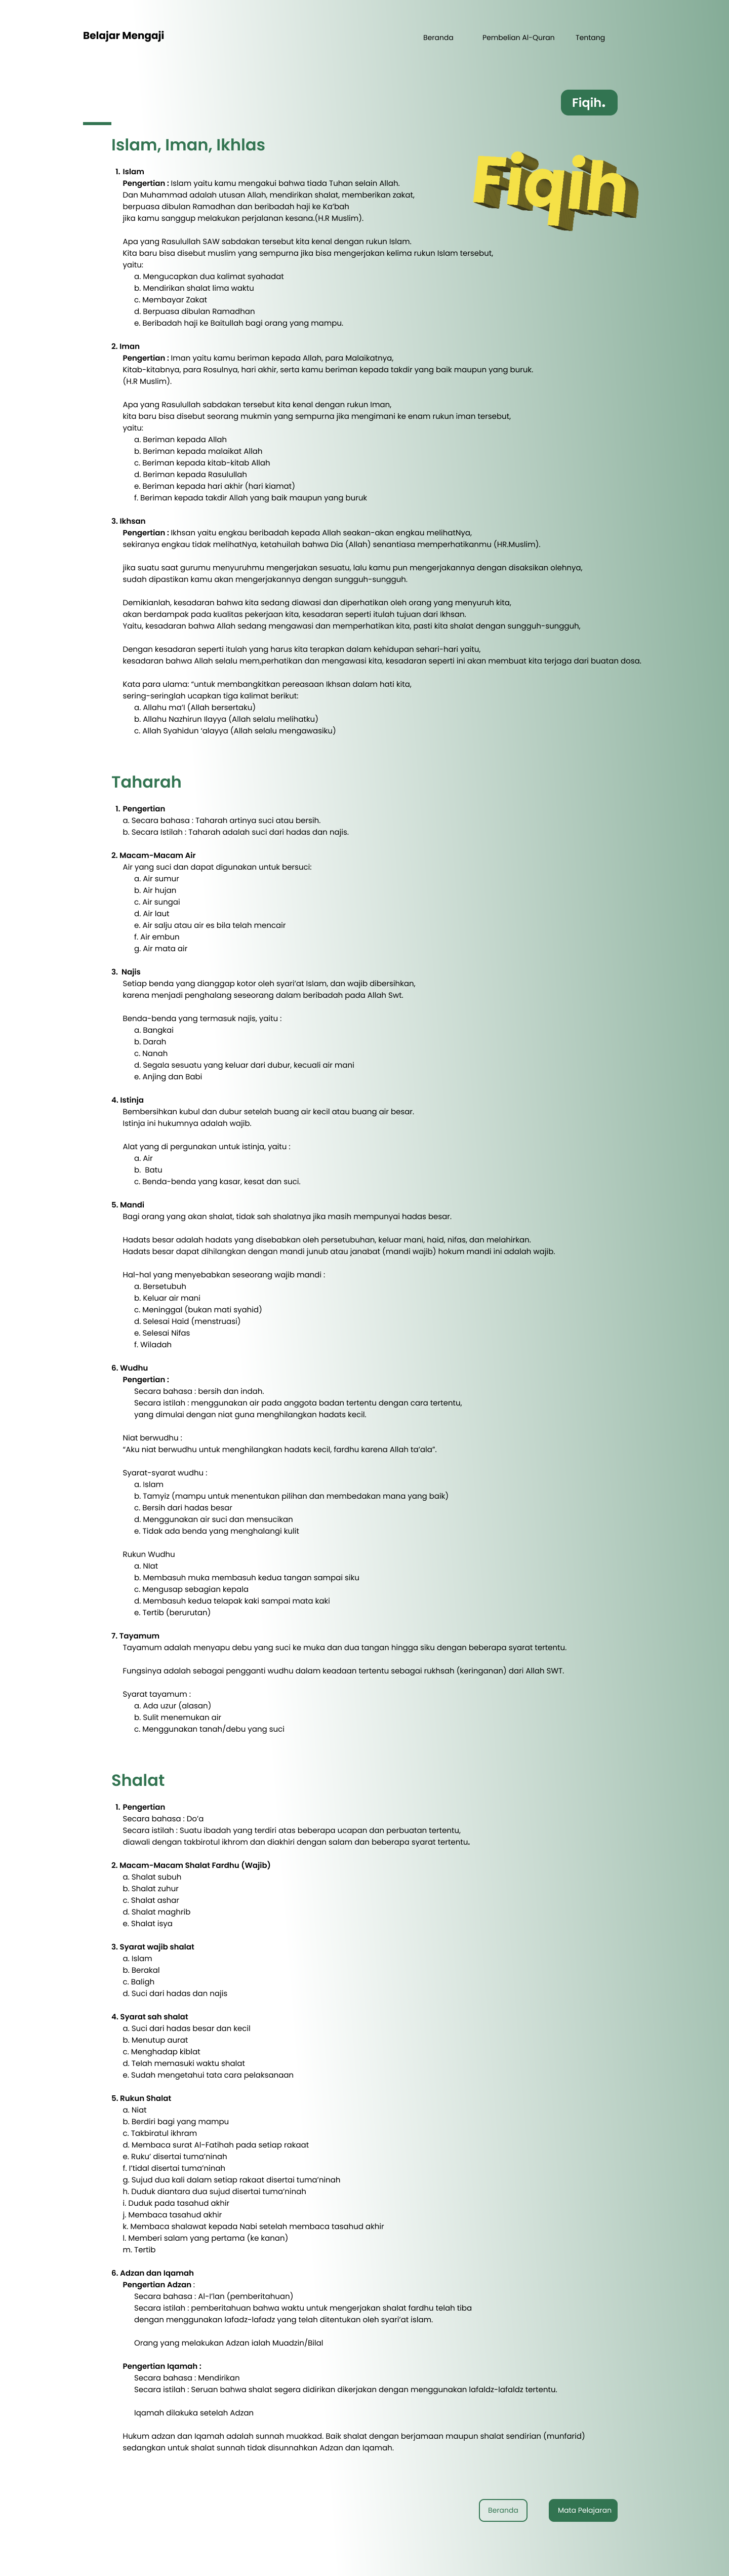 Belajar Mengaji
Beranda
Pembelian Al-Quran
Tentang
Fiqih.
Islam, Iman, Ikhlas
Fiqih
1. Islam
Pengertian : Islam yaitu kamu mengakui bahwa tiada Tuhan selain Allah.
Dan Muhammad adalah utusan Allah, mendirikan shalat, memberikan zakat,
berpuasa dibulan Ramadhan dan beribadah haji ke Ka’bah
jika kamu sanggup melakukan perjalanan kesana.(H.R Muslim).
Apa yang Rasulullah SAW sabdakan tersebut kita kenal dengan rukun Islam.
Kita baru bisa disebut muslim yang sempurna jika bisa mengerjakan kelima rukun Islam tersebut,
yaitu:
a. Mengucapkan dua kalimat syahadat
b. Mendirikan shalat lima waktu
c. Membayar Zakat
d. Berpuasa dibulan Ramadhan
e. Beribadah haji ke Baitullah bagi orang yang mampu.
2. Iman
Pengertian : Iman yaitu kamu beriman kepada Allah, para Malaikatnya,
Kitab-kitabnya, para Rosulnya, hari akhir, serta kamu beriman kepada takdir yang baik maupun yang buruk.
(H.R Muslim).
Apa yang Rasulullah sabdakan tersebut kita kenal dengan rukun Iman,
kita baru bisa disebut seorang mukmin yang sempurna jika mengimani ke enam rukun iman tersebut,
yaitu:
a. Beriman kepada Allah
b. Beriman kepada malaikat Allah
c. Beriman kepada kitab-kitab Allah
d. Beriman kepada Rasulullah
e. Beriman kepada hari akhir (hari kiamat)
f. Beriman kepada takdir Allah yang baik maupun yang buruk
3. Ikhsan
Pengertian : Ikhsan yaitu engkau beribadah kepada Allah seakan-akan engkau melihatNya,
sekiranya engkau tidak melihatNya, ketahuilah bahwa Dia (Allah) senantiasa memperhatikanmu (HR.Muslim).
jika suatu saat gurumu menyuruhmu mengerjakan sesuatu, lalu kamu pun mengerjakannya dengan disaksikan olehnya,
sudah dipastikan kamu akan mengerjakannya dengan sungguh-sungguh.
Demikianlah, kesadaran bahwa kita sedang diawasi dan diperhatikan oleh orang yang menyuruh kita,
akan berdampak pada kualitas pekerjaan kita, kesadaran seperti itulah tujuan dari Ikhsan.
Yaitu, kesadaran bahwa Allah sedang mengawasi dan memperhatikan kita, pasti kita shalat dengan sungguh-sungguh,
Dengan kesadaran seperti itulah yang harus kita terapkan dalam kehidupan sehari-hari yaitu,
kesadaran bahwa Allah selalu mem,perhatikan dan mengawasi kita, kesadaran seperti ini akan membuat kita terjaga dari buatan dosa.
Kata para ulama: “untuk membangkitkan pereasaan Ikhsan dalam hati kita,
sering-seringlah ucapkan tiga kalimat berikut:
a. Allahu ma’I (Allah bersertaku)
b. Allahu Nazhirun Ilayya (Allah selalu melihatku)
c. Allah Syahidun ‘alayya (Allah selalu mengawasiku)
Taharah
1. Pengertian
a. Secara bahasa : Taharah artinya suci atau bersih.
b. Secara Istilah : Taharah adalah suci dari hadas dan najis.
2. Macam-Macam Air
Air yang suci dan dapat digunakan untuk bersuci:
a. Air sumur
b. Air hujan
c. Air sungai
d. Air laut
e. Air salju atau air es bila telah mencair
f. Air embun
g. Air mata air
3. Najis
Setiap benda yang dianggap kotor oleh syari’at Islam, dan wajib dibersihkan,
karena menjadi penghalang seseorang dalam beribadah pada Allah Swt.
Benda-benda yang termasuk najis, yaitu :
a. Bangkai
b. Darah
c. Nanah
d. Segala sesuatu yang keluar dari dubur, kecuali air mani
e. Anjing dan Babi
4. Istinja
Bembersihkan kubul dan dubur setelah buang air kecil atau buang air besar.
Istinja ini hukumnya adalah wajib.
Alat yang di pergunakan untuk istinja, yaitu :
a. Air
b. Batu
c. Benda-benda yang kasar, kesat dan suci.
5. Mandi
Bagi orang yang akan shalat, tidak sah shalatnya jika masih mempunyai hadas besar.
Hadats besar adalah hadats yang disebabkan oleh persetubuhan, keluar mani, haid, nifas, dan melahirkan.
Hadats besar dapat dihilangkan dengan mandi junub atau janabat (mandi wajib) hokum mandi ini adalah wajib.
Hal-hal yang menyebabkan seseorang wajib mandi :
a. Bersetubuh
b. Keluar air mani
c. Meninggal (bukan mati syahid)
d. Selesai Haid (menstruasi)
e. Selesai Nifas
f. Wiladah
6. Wudhu
Pengertian :
Secara bahasa : bersih dan indah.
Secara istilah : menggunakan air pada anggota badan tertentu dengan cara tertentu,
yang dimulai dengan niat guna menghilangkan hadats kecil.
Niat berwudhu :
“Aku niat berwudhu untuk menghilangkan hadats kecil, fardhu karena Allah ta’ala”.
Syarat-syarat wudhu :
a. Islam
b. Tamyiz (mampu untuk menentukan pilihan dan membedakan mana yang baik)
c. Bersih dari hadas besar
d. Menggunakan air suci dan mensucikan
e. Tidak ada benda yang menghalangi kulit
Rukun Wudhu
a. NIat
b. Membasuh muka membasuh kedua tangan sampai siku
c. Mengusap sebagian kepala
d. Membasuh kedua telapak kaki sampai mata kaki
e. Tertib (berurutan)
7. Tayamum
Tayamum adalah menyapu debu yang suci ke muka dan dua tangan hingga siku dengan beberapa syarat tertentu.
Fungsinya adalah sebagai pengganti wudhu dalam keadaan tertentu sebagai rukhsah (keringanan) dari Allah SWT.
Syarat tayamum :
a. Ada uzur (alasan)
b. Sulit menemukan air
c. Menggunakan tanah/debu yang suci
Shalat
1. Pengertian
Secara bahasa : Do’a
Secara istilah : Suatu ibadah yang terdiri atas beberapa ucapan dan perbuatan tertentu,
diawali dengan takbirotul ikhrom dan diakhiri dengan salam dan beberapa syarat tertentu.
2. Macam-Macam Shalat Fardhu (Wajib)
a. Shalat subuh
b. Shalat zuhur
c. Shalat ashar
d. Shalat maghrib
e. Shalat isya
3. Syarat wajib shalat
a. Islam
b. Berakal
c. Baligh
d. Suci dari hadas dan najis
4. Syarat sah shalat
a. Suci dari hadas besar dan kecil
b. Menutup aurat
c. Menghadap kiblat
d. Telah memasuki waktu shalat
e. Sudah mengetahui tata cara pelaksanaan
5. Rukun Shalat
a. Niat
b. Berdiri bagi yang mampu
c. Takbiratul ikhram
d. Membaca surat Al-Fatihah pada setiap rakaat
e. Ruku’ disertai tuma’ninah
f. I’tidal disertai tuma’ninah
g. Sujud dua kali dalam setiap rakaat disertai tuma’ninah
h. Duduk diantara dua sujud disertai tuma’ninah
i. Duduk pada tasahud akhir
j. Membaca tasahud akhir
k. Membaca shalawat kepada Nabi setelah membaca tasahud akhir
l. Memberi salam yang pertama (ke kanan)
m. Tertib
6. Adzan dan Iqamah
Pengertian Adzan :
Secara bahasa : Al-I’lan (pemberitahuan)
Secara istilah : pemberitahuan bahwa waktu untuk mengerjakan shalat fardhu telah tiba
dengan menggunakan lafadz-lafadz yang telah ditentukan oleh syari’at islam.
Orang yang melakukan Adzan ialah Muadzin/Bilal
Pengertian Iqamah :
Secara bahasa : Mendirikan
Secara istilah : Seruan bahwa shalat segera didirikan dikerjakan dengan menggunakan lafaldz-lafaldz tertentu.
Iqamah dilakuka setelah Adzan
Hukum adzan dan Iqamah adalah sunnah muakkad. Baik shalat dengan berjamaan maupun shalat sendirian (munfarid)
sedangkan untuk shalat sunnah tidak disunnahkan Adzan dan Iqamah.
Beranda
Mata Pelajaran